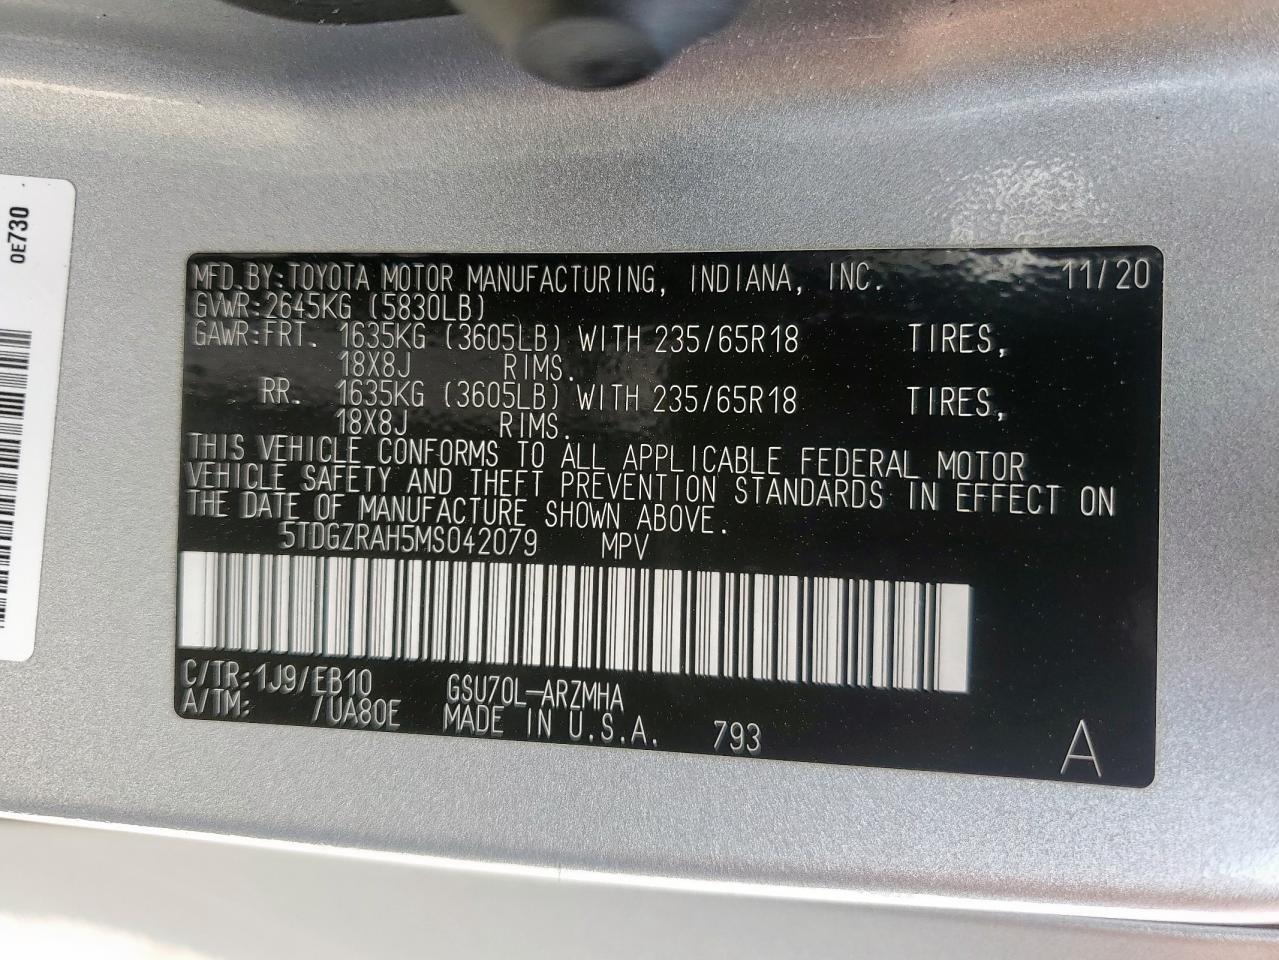 0E730
MFD.BY:TOYOTA MOTOR MANUFACTURING, INDIANA, INC. 11/20
GVWR:2645KG (5830LB)
GAWR:FRT. 1635KG (3605LB) WITH 235/65R18 TIRES,
18X8J RIMS.
RR. 1635KG (3605LB) WITH 235/65R18 TIRES,
18X8J RIMS.
THIS VEHICLE CONFORMS TO ALL APPLICABLE FEDERAL MOTOR
VEHICLE SAFETY AND THEFT PREVENTION STANDARDS IN EFFECT ON
THE DATE OF MANUFACTURE SHOWN ABOVE.
5TDGZRAH5MS042079 MPV
C/TR:1J9/EB10 GSU70L-ARZMHA
A/TM: /UA80E MADE IN U.S.A. 793 A